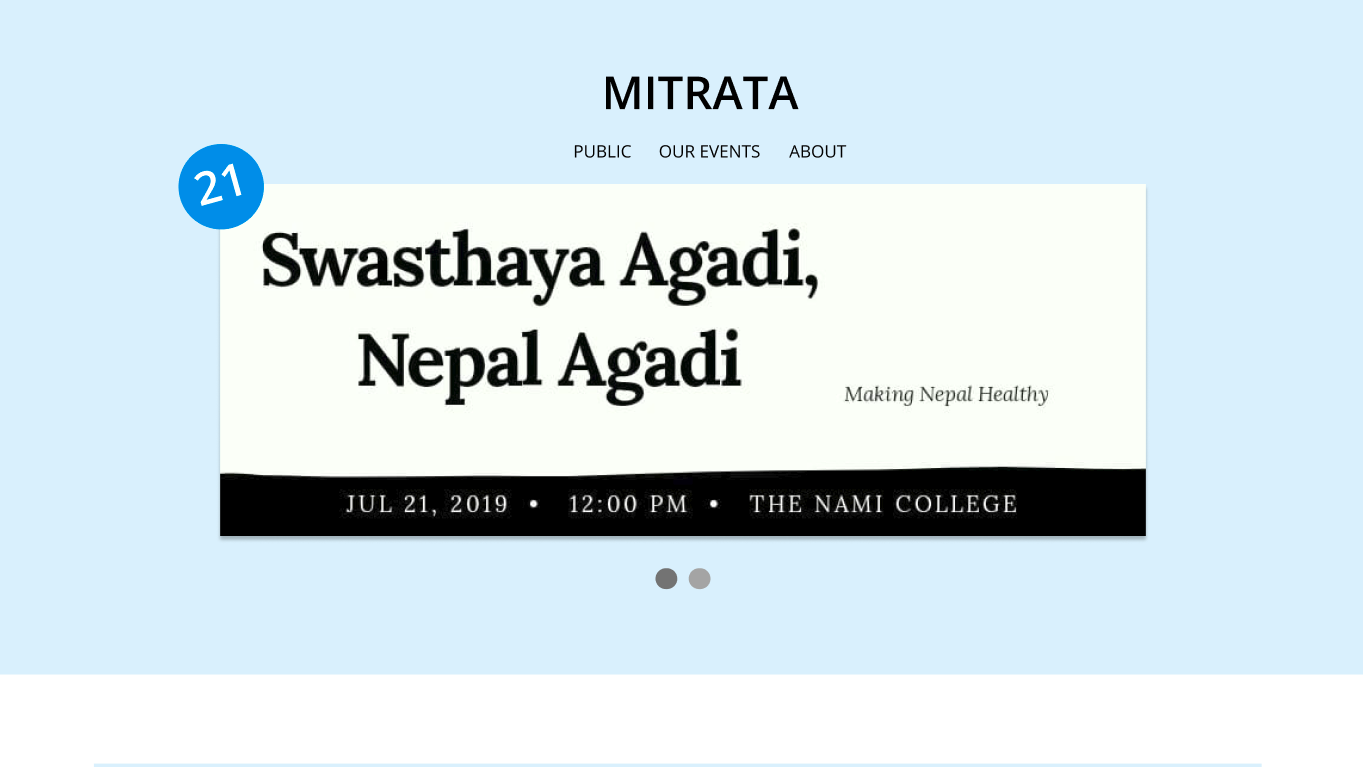 MITRATA
PUBLIC OUR EVENTS ABOUT
21
Swasthaya Agadi,
Nepal Agadi
Making Nepal Healthy
JUL 21, 2019 • 12:00 PM • THE NAMI COLLEGE